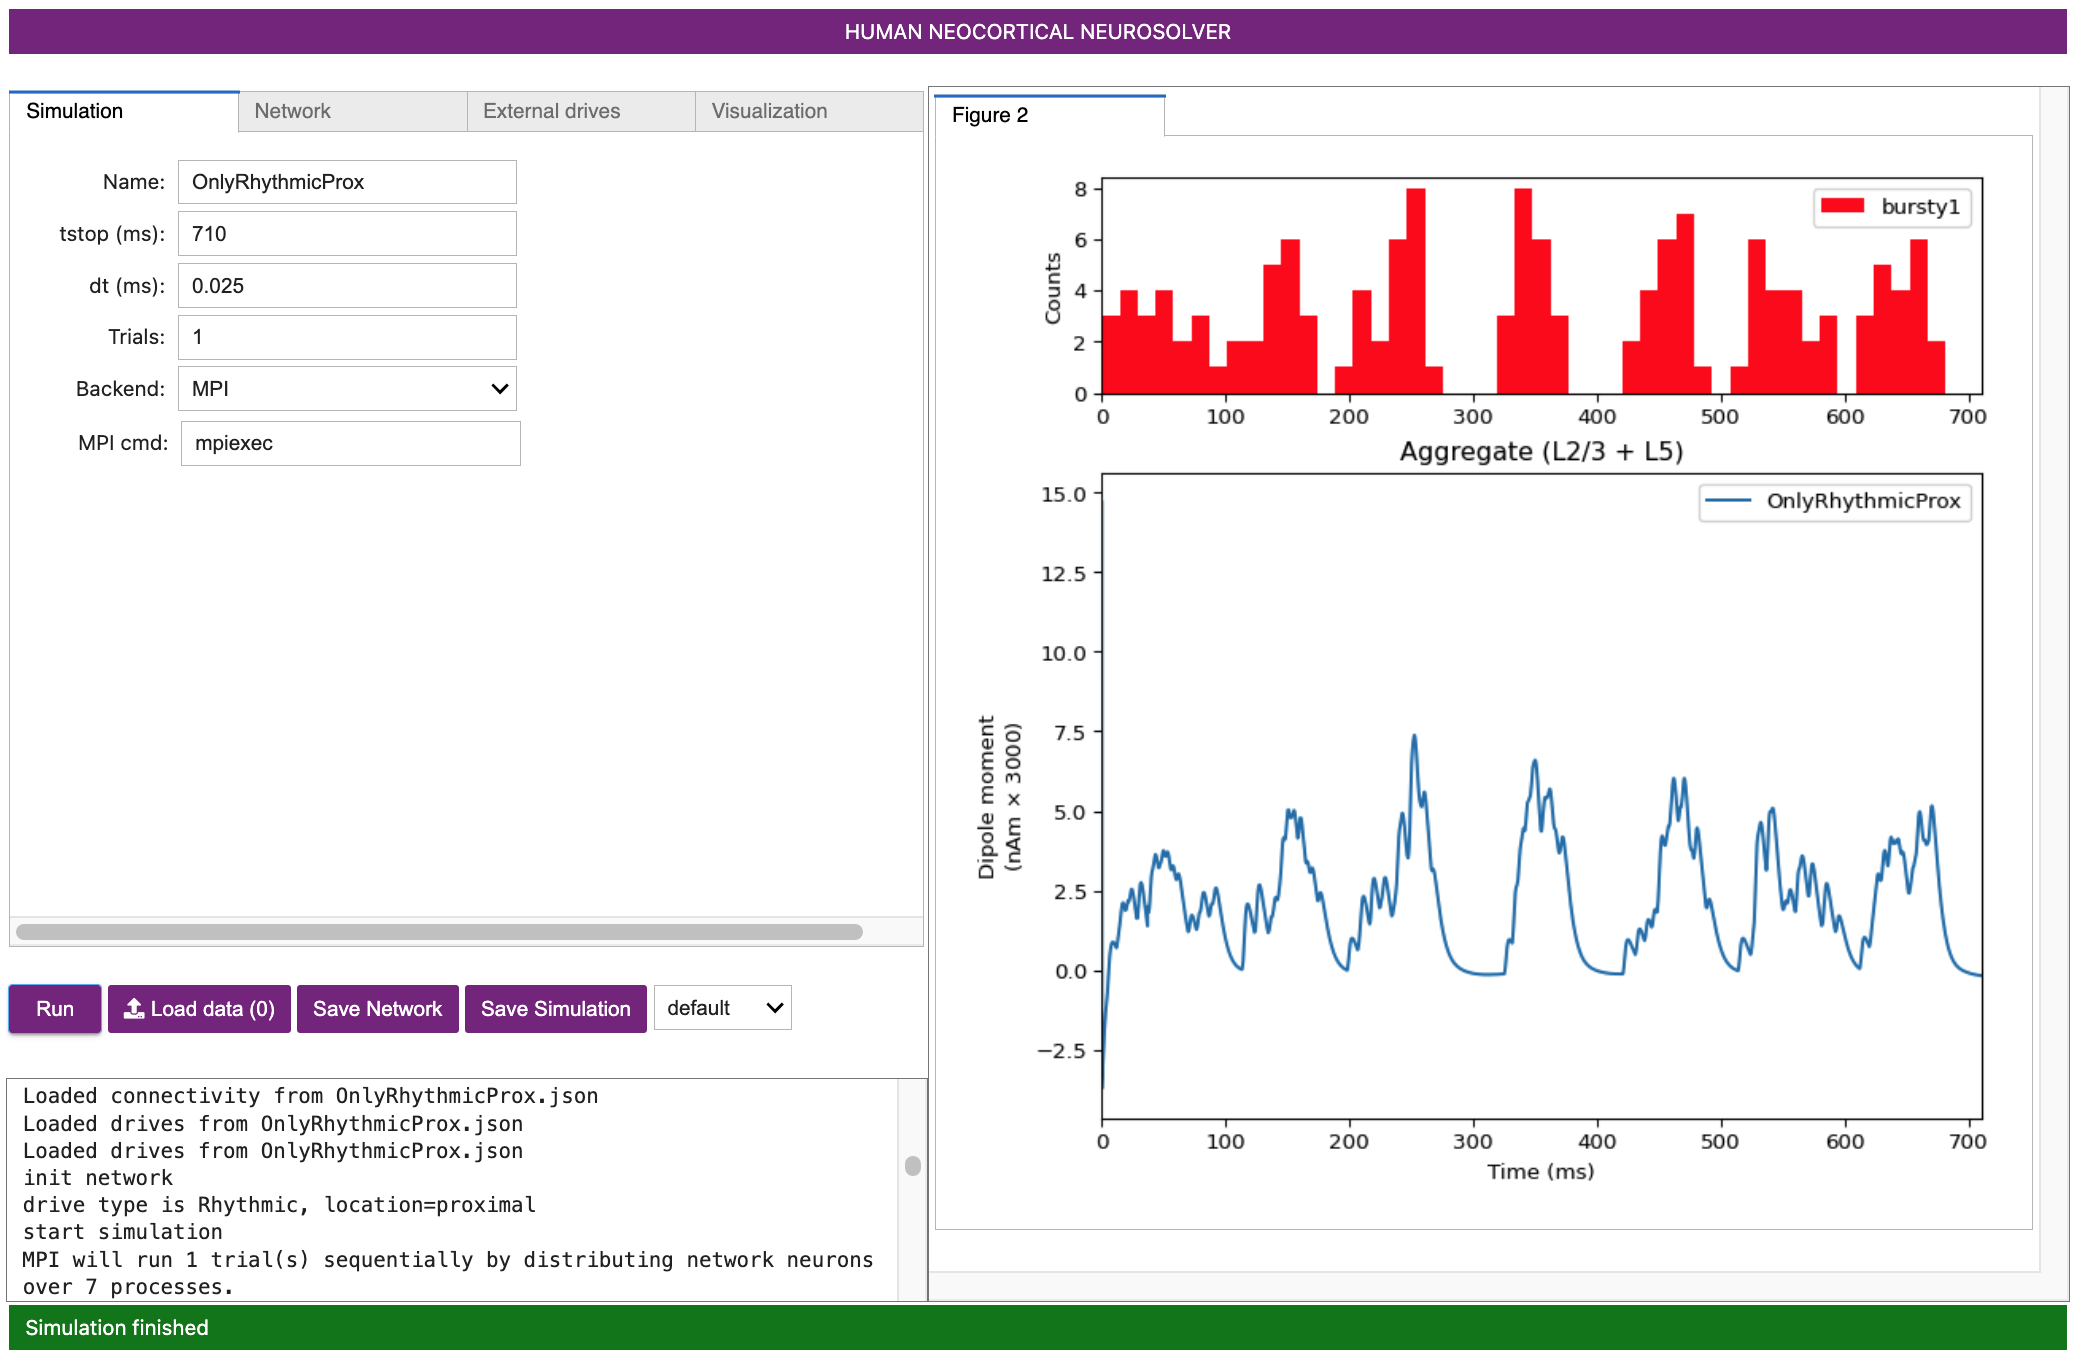 HUMAN NEOCORTICAL NEUROSOLVER
Simulation
Network
External drives
Visualization
Name:
OnlyRhythmicProx
tstop (ms):
710
dt (ms):
0.025
Trials:
1
Backend:
MPI
MPI cmd:
mpiexec
Run
Load data (0)
Save Network
Save Simulation
default
Loaded connectivity from OnlyRhythmicProx.json
Loaded drives from OnlyRhythmicProx.json
Loaded drives from OnlyRhythmicProx.json
init network
drive type is Rhythmic, location=proximal
start simulation
MPI will run 1 trial(s) sequentially by distributing network neurons
over 7 processes.
Figure 2
Counts
8
6
4
2
0
bursty1
0 100 200 300 400 500 600 700
Aggregate (L2/3 + L5)
Dipole moment
(nAm × 3000)
15.0
12.5
10.0
7.5
5.0
2.5
0.0
−2.5
OnlyRhythmicProx
0 100 200 300 400 500 600 700
Time (ms)
Simulation finished